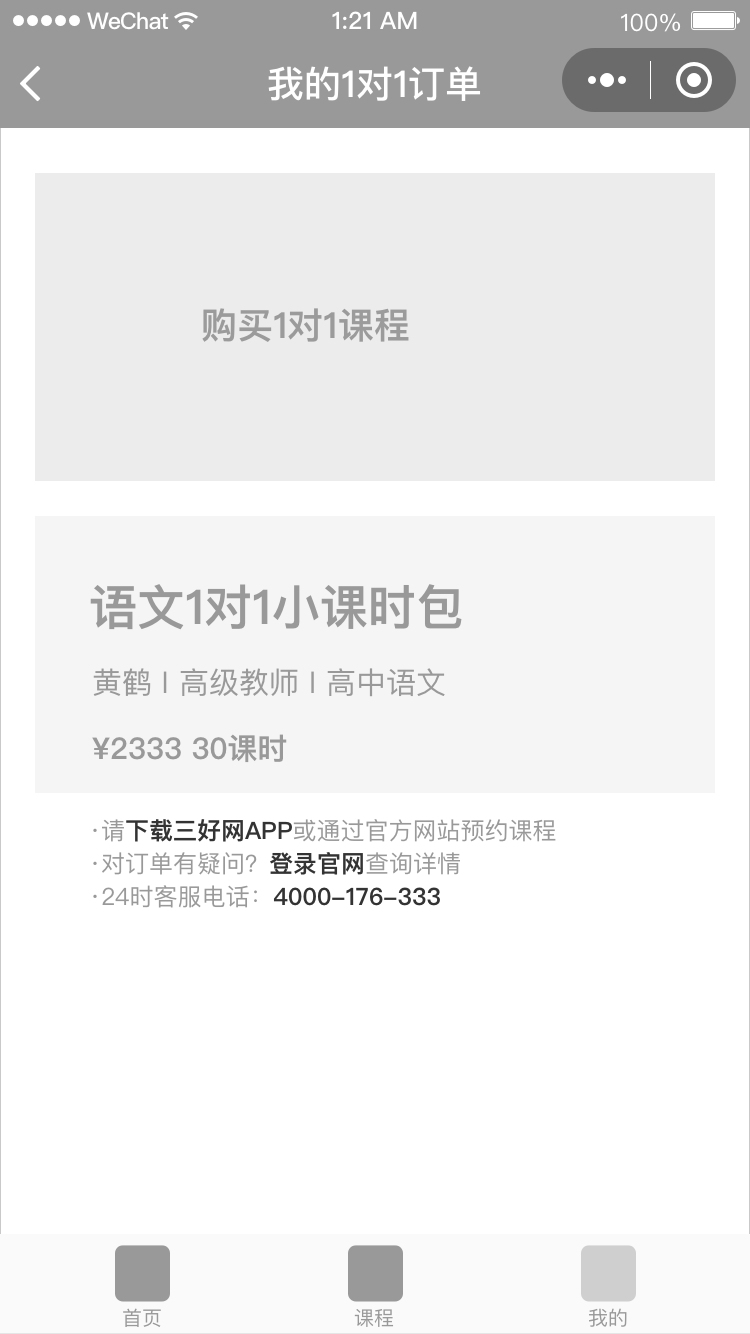 WeChat 1:21 AM 100%
我的1对1订单
购买1对1课程
语文1对1小课时包
黄鹤 | 高级教师 | 高中语文
¥2333 30课时
·请下载三好网APP或通过官方网站预约课程
·对订单有疑问？登录官网查询详情
·24时客服电话：4000-176-333
首页 课程 我的